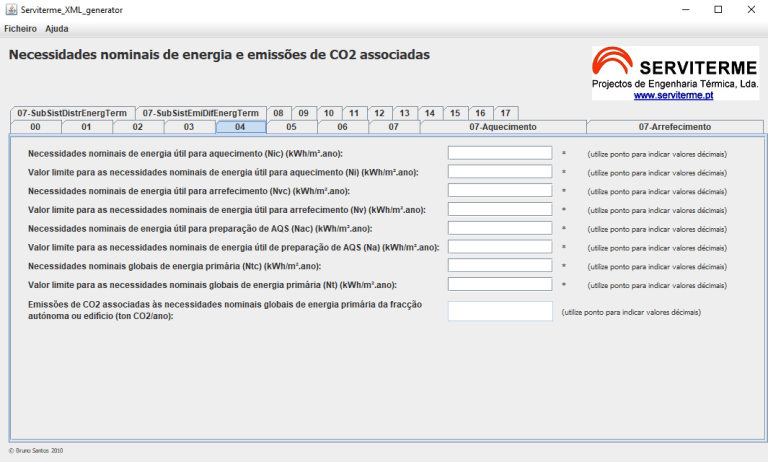 Serviterme_XML_generator
Ficheiro Ajuda
Necessidades nominais de energia e emissões de CO2 associadas
SERVITERME
Projectos de Engenharia Térmica, Lda.
www.serviterme.pt
07-SubSistDistrEnergTerm 07-SubSistEmiDifEnergTerm 08 09 10 11 12 13 14 15 16 17
00 01 02 03 04 05 06 07 07-Aquecimento 07-Arrefecimento
Necessidades nominais de energia útil para aquecimento (Nic) (kWh/m².ano): * (utilize ponto para indicar valores décimais)
Valor limite para as necessidades nominais de energia útil para aquecimento (Ni) (kWh/m².ano): * (utilize ponto para indicar valores décimais)
Necessidades nominais de energia útil para arrefecimento (Nvc) (kWh/m².ano): * (utilize ponto para indicar valores décimais)
Valor limite para as necessidades nominais de energia útil para arrefecimento (Nv) (kWh/m².ano): * (utilize ponto para indicar valores décimais)
Necessidades nominais de energia útil para preparação de AQS (Nac) (kWh/m².ano): * (utilize ponto para indicar valores décimais)
Valor limite para as necessidades nominais de energia útil de preparação de AQS (Na) (kWh/m².ano): * (utilize ponto para indicar valores décimais)
Necessidades nominais globais de energia primária (Ntc) (kWh/m².ano): * (utilize ponto para indicar valores décimais)
Valor limite para as necessidades nominais globais de energia primária (Nt) (kWh/m².ano): * (utilize ponto para indicar valores décimais)
Emissões de CO2 associadas às necessidades nominais globais de energia primária da fracção
autónoma ou edifício (ton CO2/ano): (utilize ponto para indicar valores décimais)
© Bruno Santos 2010